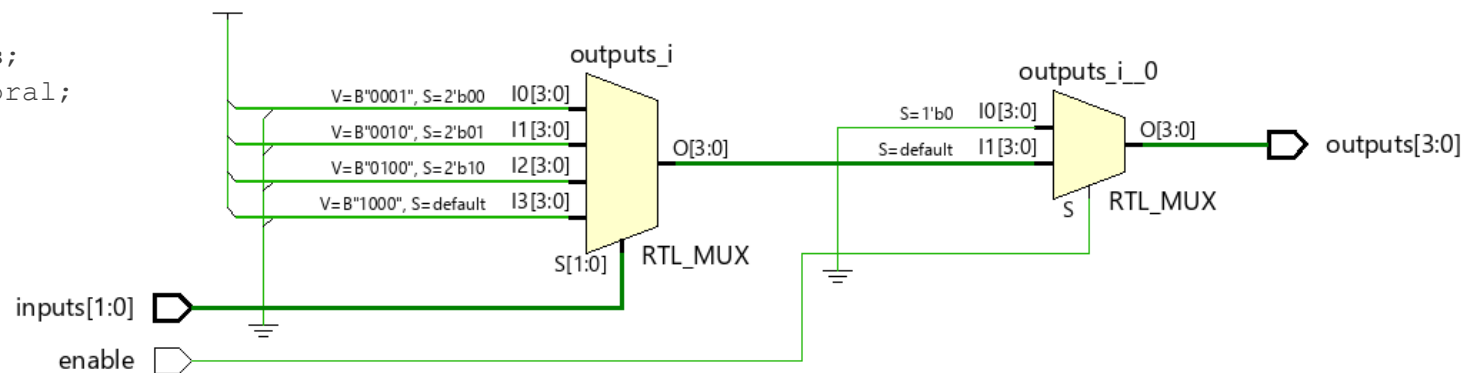 ;
oral;
outputs_i
V=B"0001", S=2'b00 I0[3:0]
V=B"0010", S=2'b01 I1[3:0]
V=B"0100", S=2'b10 I2[3:0]
V=B"1000", S=default I3[3:0]
O[3:0]
S[1:0]
RTL_MUX
outputs_i__0
S=1'b0 I0[3:0]
S=default I1[3:0]
O[3:0]
S
RTL_MUX
outputs[3:0]
inputs[1:0]
enable